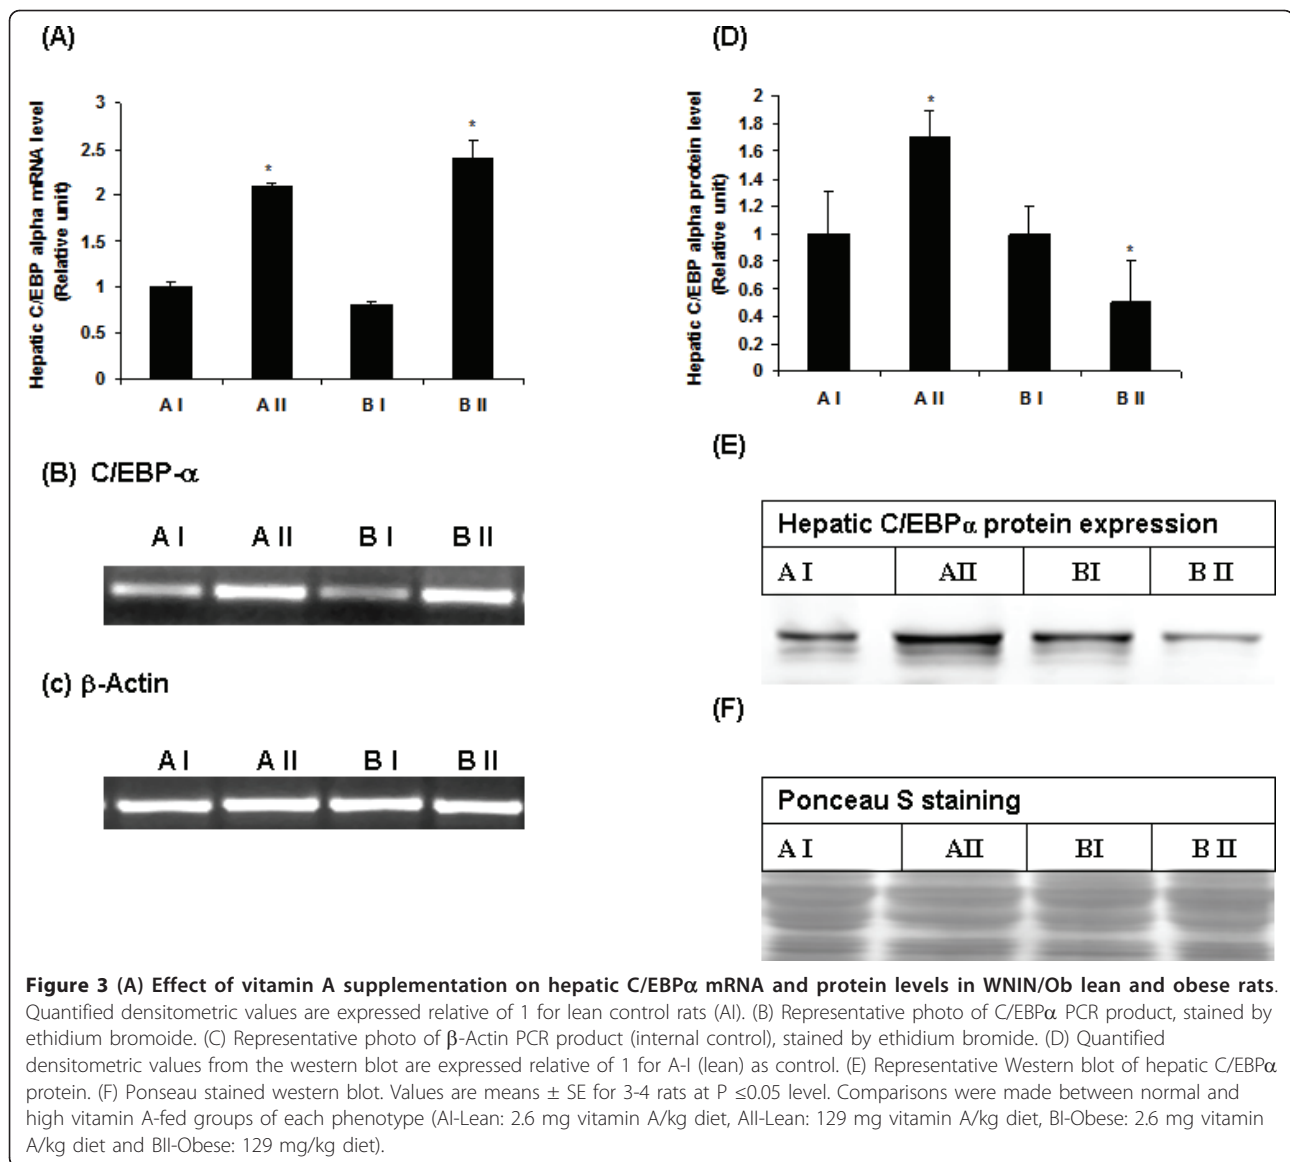 (A)
Hepatic C/EBP alpha mRNA level
(Relative unit)
3
2.5
2
1.5
1
0.5
0
*
*
A I A II B I B II
(B) C/EBP-α
A I A II B I B II
(c) β-Actin
A I A II B I B II
(D)
Hepatic C/EBP alpha protein level
(Relative unit)
2
1.8
1.6
1.4
1.2
1
0.8
0.6
0.4
0.2
0
*
*
A I A II B I B II
(E)
Hepatic C/EBPα protein expression
A I AII BI B II
(F)
Ponceau S staining
A I AII BI B II
Figure 3 (A) Effect of vitamin A supplementation on hepatic C/EBPα mRNA and protein levels in WNIN/Ob lean and obese rats.
Quantified densitometric values are expressed relative of 1 for lean control rats (AI). (B) Representative photo of C/EBPα PCR product, stained by
ethidium bromoide. (C) Representative photo of β-Actin PCR product (internal control), stained by ethidium bromide. (D) Quantified
densitometric values from the western blot are expressed relative of 1 for A-I (lean) as control. (E) Representative Western blot of hepatic C/EBPα
protein. (F) Ponseau stained western blot. Values are means ± SE for 3-4 rats at P ≤0.05 level. Comparisons were made between normal and
high vitamin A-fed groups of each phenotype (AI-Lean: 2.6 mg vitamin A/kg diet, AII-Lean: 129 mg vitamin A/kg diet, BI-Obese: 2.6 mg vitamin
A/kg diet and BII-Obese: 129 mg/kg diet).